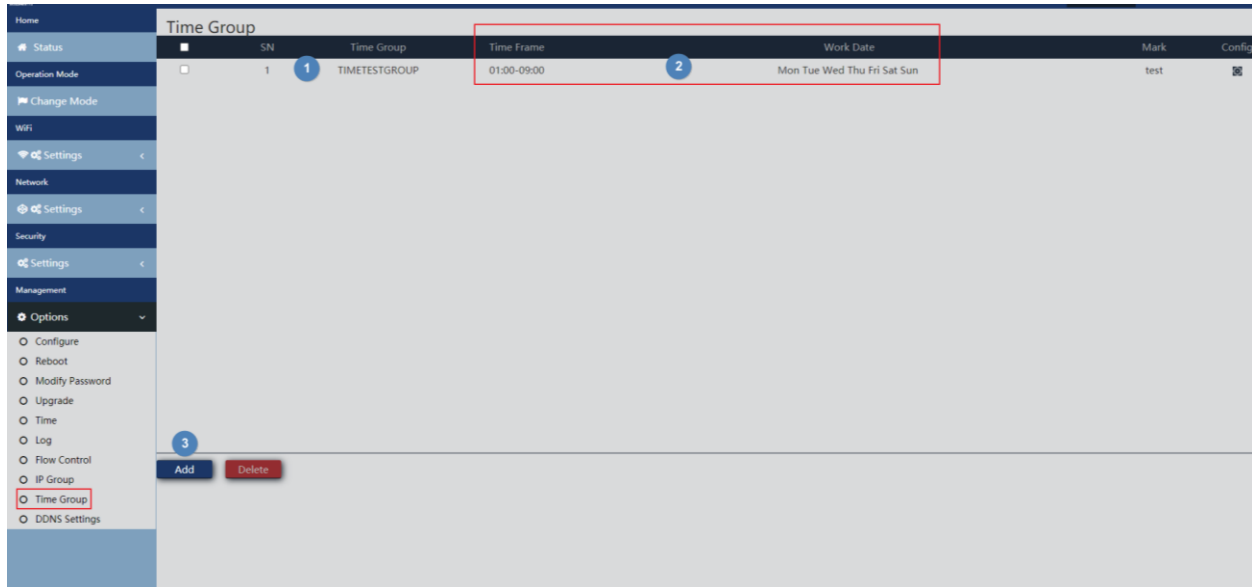 Home
Status
Operation Mode
Change Mode
WiFi
Settings
Network
Settings
Security
Settings
Management
Options
Configure
Reboot
Modify Password
Upgrade
Time
Log
Flow Control
IP Group
Time Group
DDNS Settings
Time Group
SN Time Group Time Frame Work Date Mark Config
1 1 TIMETESTGROUP 01:00-09:00 2 Mon Tue Wed Thu Fri Sat Sun test
3
Add Delete